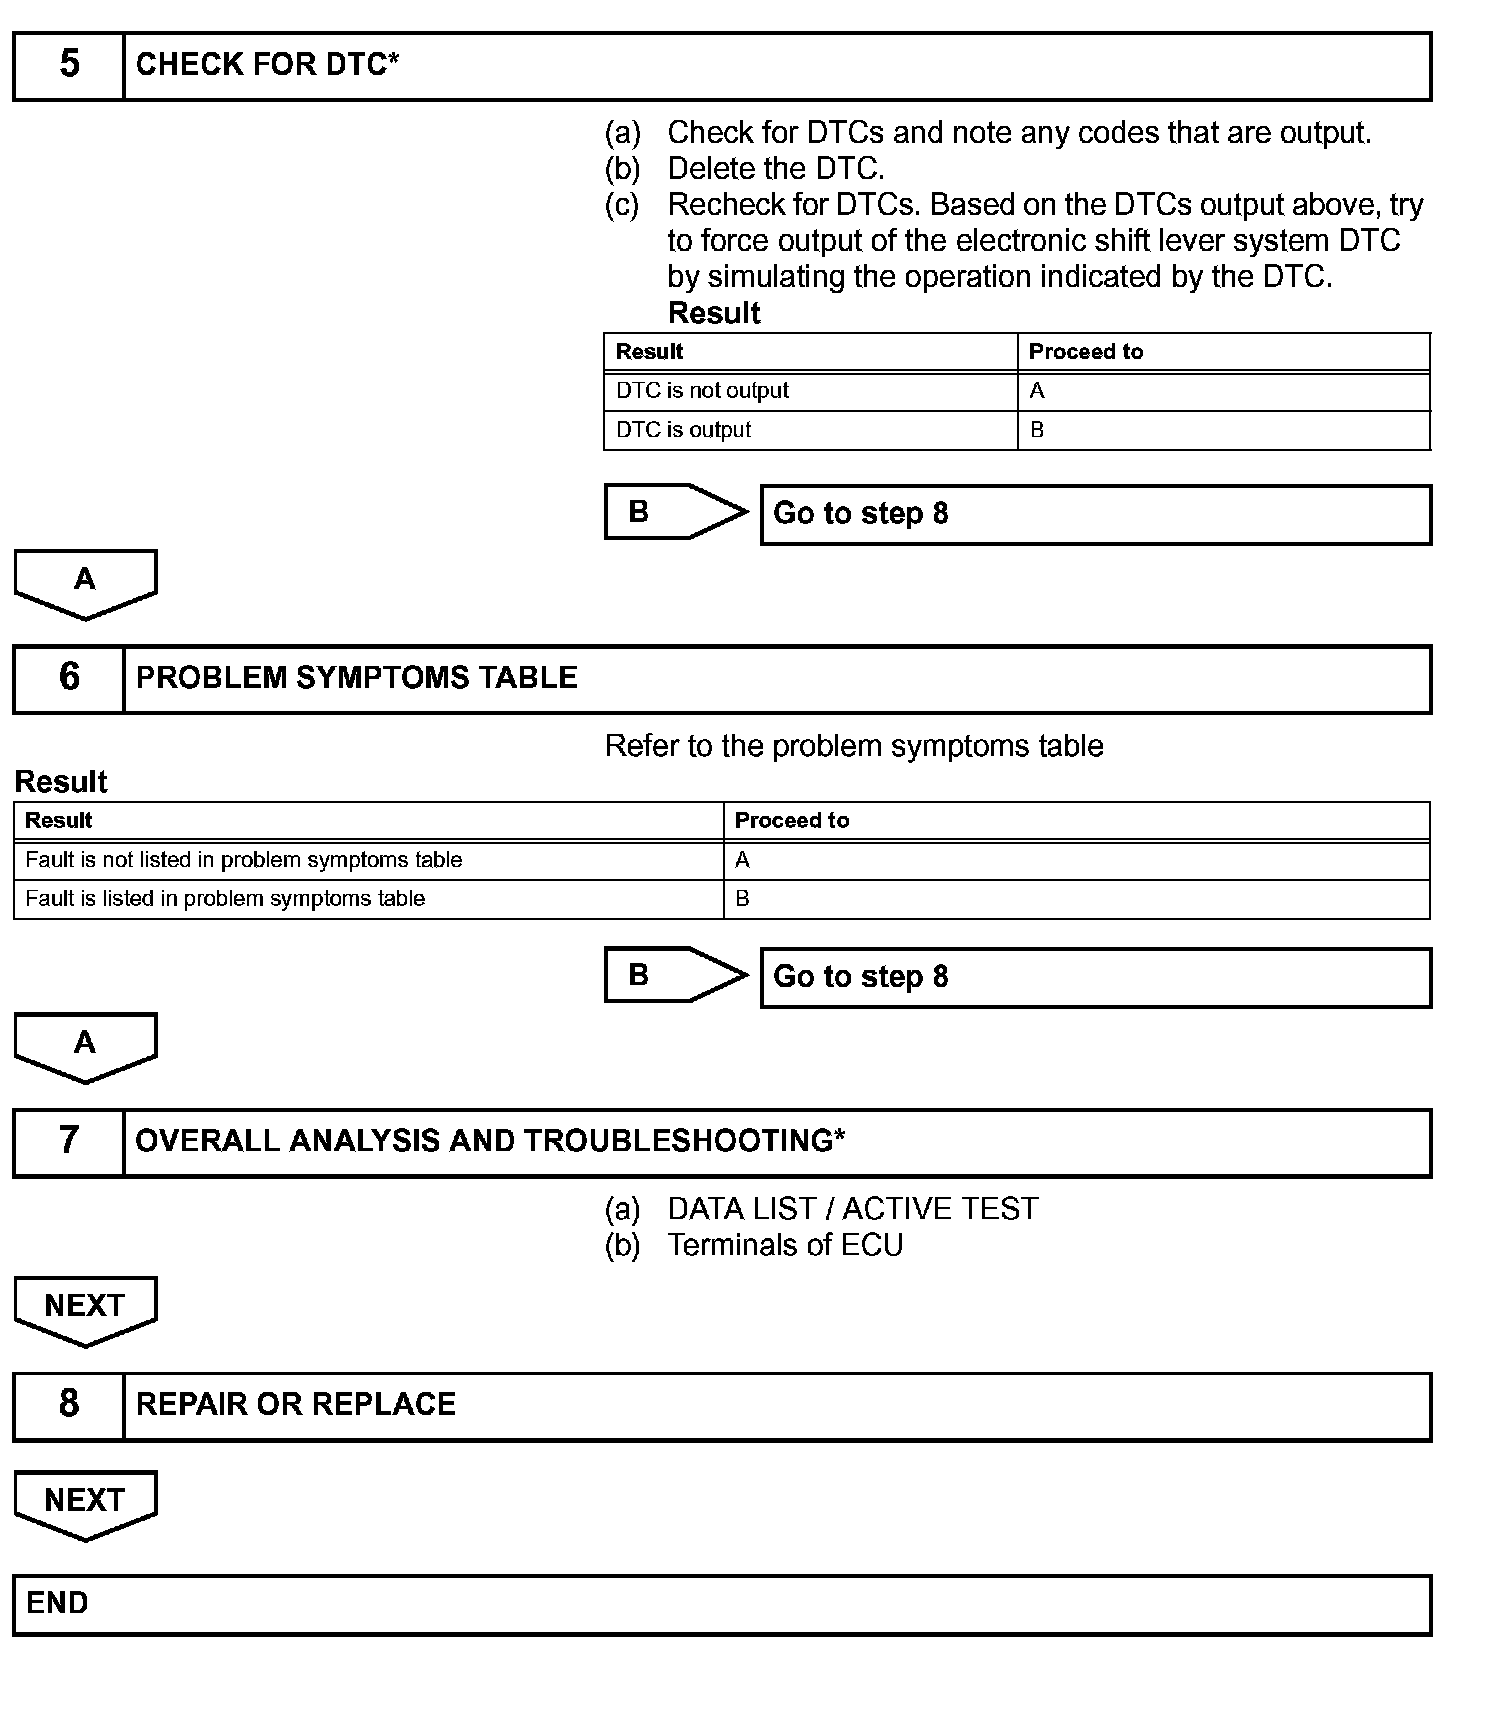 5 CHECK FOR DTC*
(a) Check for DTCs and note any codes that are output.
(b) Delete the DTC.
(c) Recheck for DTCs. Based on the DTCs output above, try
to force output of the electronic shift lever system DTC
by simulating the operation indicated by the DTC.
Result
Result Proceed to
DTC is not output A
DTC is output B
B Go to step 8
A
6 PROBLEM SYMPTOMS TABLE
Refer to the problem symptoms table
Result
Result Proceed to
Fault is not listed in problem symptoms table A
Fault is listed in problem symptoms table B
B Go to step 8
A
7 OVERALL ANALYSIS AND TROUBLESHOOTING*
(a) DATA LIST / ACTIVE TEST
(b) Terminals of ECU
NEXT
8 REPAIR OR REPLACE
NEXT
END